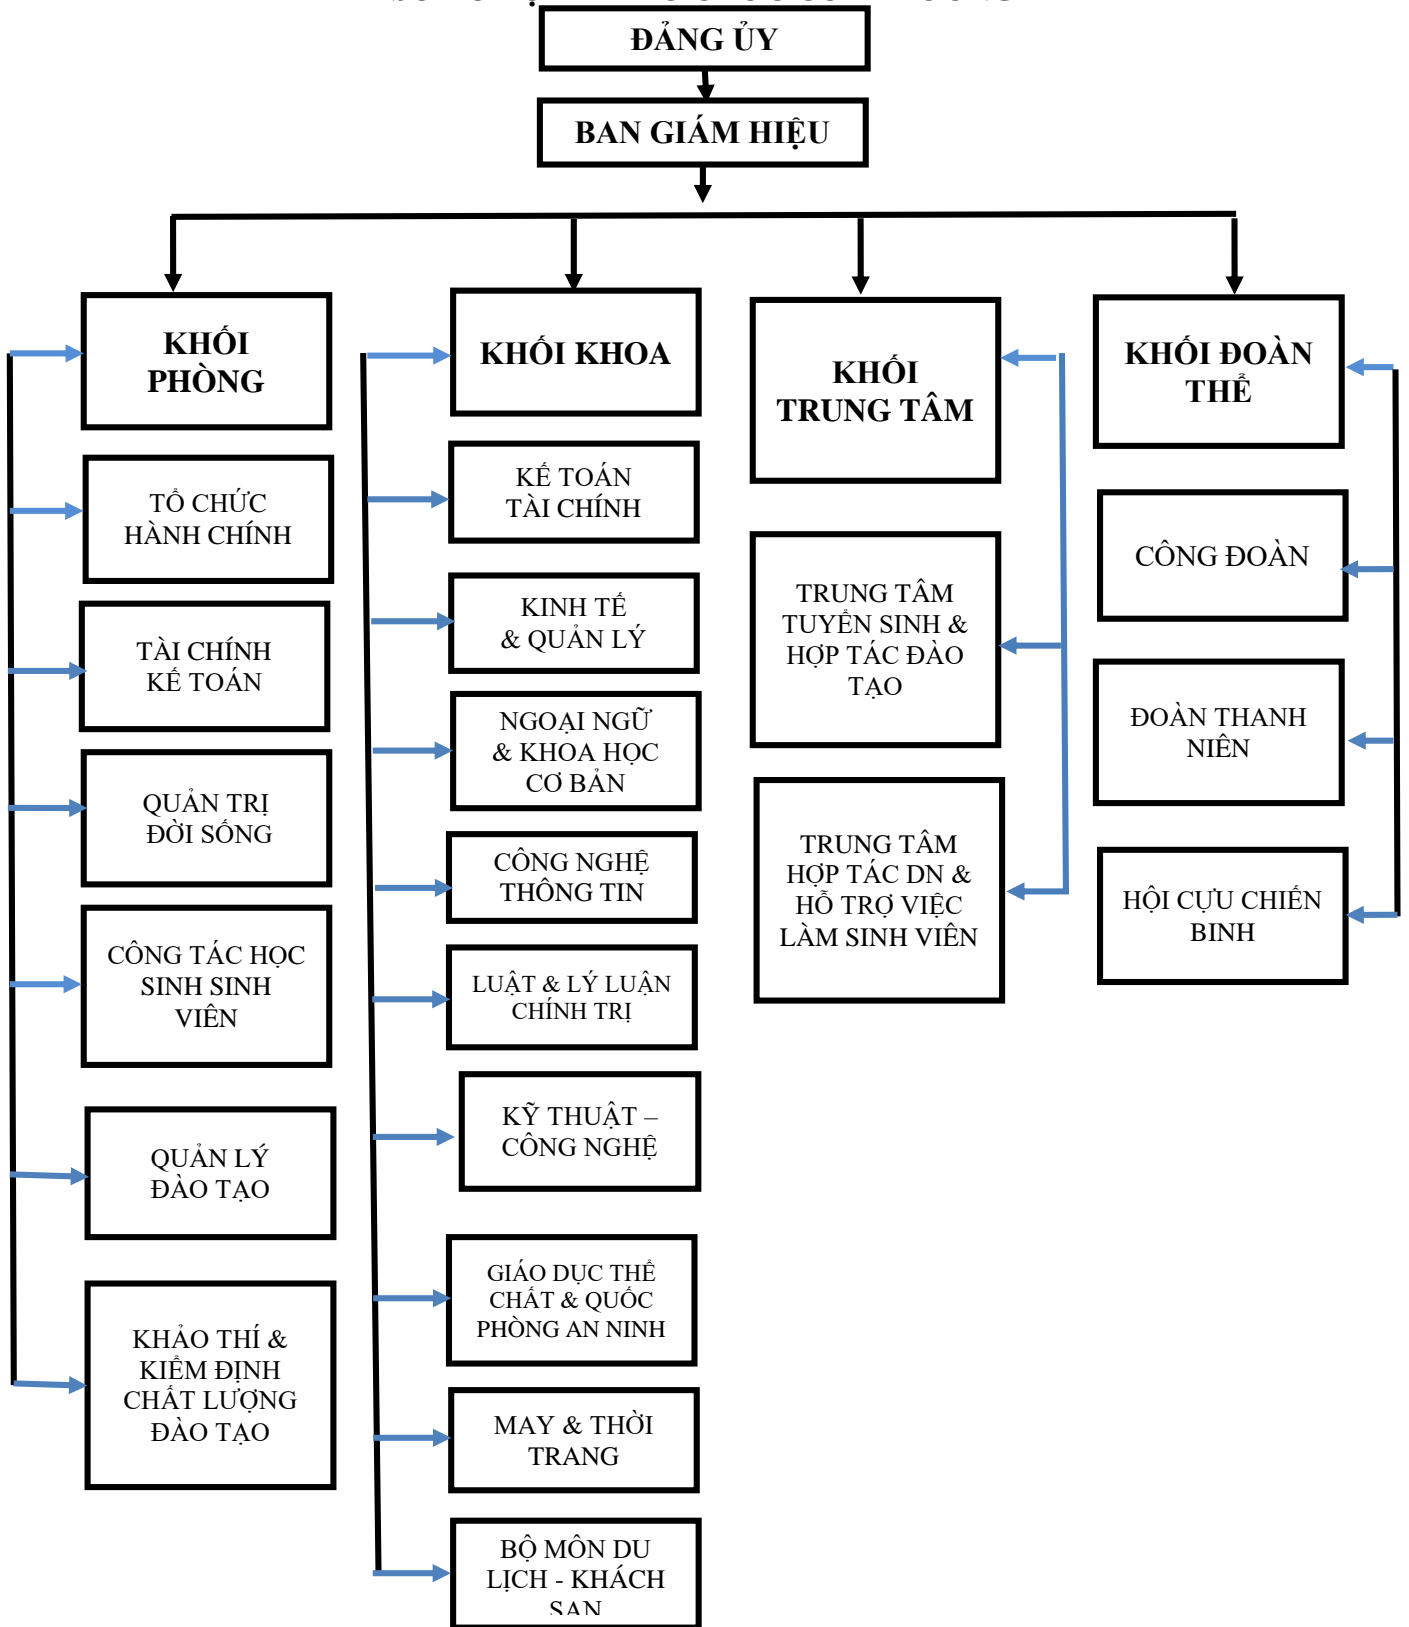 ĐẢNG ỦY
BAN GIÁM HIỆU
KHỐI
PHÒNG
TỔ CHỨC
HÀNH CHÍNH
TÀI CHÍNH
KẾ TOÁN
QUẢN TRỊ
ĐỜI SỐNG
CÔNG TÁC HỌC
SINH SINH
VIÊN
QUẢN LÝ
ĐÀO TẠO
KHẢO THÍ &
KIỂM ĐỊNH
CHẤT LƯỢNG
ĐÀO TẠO
KHỐI KHOA
KẾ TOÁN
TÀI CHÍNH
KINH TẾ
& QUẢN LÝ
NGOẠI NGỮ
& KHOA HỌC
CƠ BẢN
CÔNG NGHỆ
THÔNG TIN
LUẬT & LÝ LUẬN
CHÍNH TRỊ
KỸ THUẬT –
CÔNG NGHỆ
GIÁO DỤC THỂ
CHẤT & QUỐC
PHÒNG AN NINH
MAY & THỜI
TRANG
BỘ MÔN DU
LỊCH - KHÁCH
SẠN
KHỐI
TRUNG TÂM
TRUNG TÂM
TUYỂN SINH &
HỢP TÁC ĐÀO
TẠO
TRUNG TÂM
HỢP TÁC DN &
HỖ TRỢ VIỆC
LÀM SINH VIÊN
KHỐI ĐOÀN
THỂ
CÔNG ĐOÀN
ĐOÀN THANH
NIÊN
HỘI CỰU CHIẾN
BINH